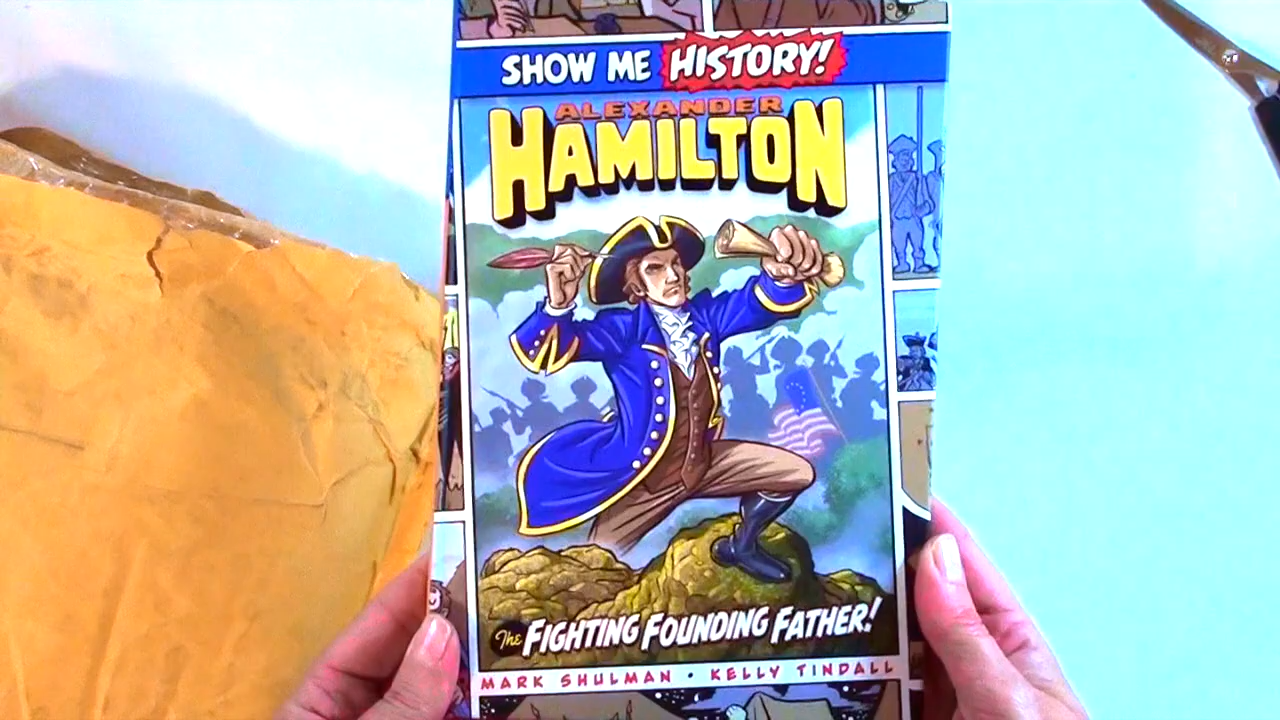 SHOW ME HISTORY!
ALEXANDER
HAMILTON
The FIGHTING FOUNDING FATHER!
MARK SHULMAN • KELLY TINDALL